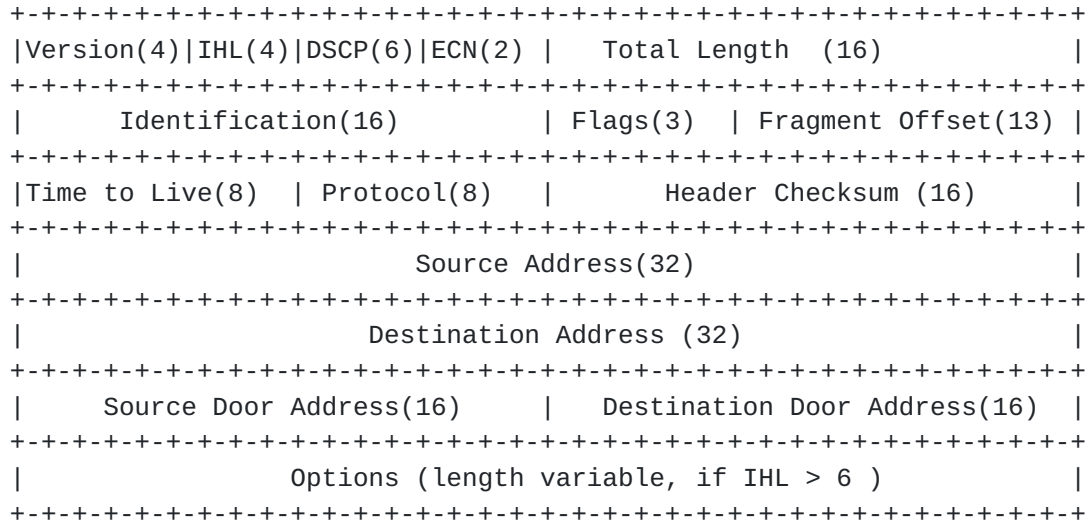 +-+-+-+-+-+-+-+-+-+-+-+-+-+-+-+-+-+-+-+-+-+-+-+-+-+-+-+-+-+-+-+-+-+-+
|Version(4)|IHL(4)|DSCP(6)|ECN(2) |   Total Length  (16)             |
+-+-+-+-+-+-+-+-+-+-+-+-+-+-+-+-+-+-+-+-+-+-+-+-+-+-+-+-+-+-+-+-+-+-+
|      Identification(16)         | Flags(3)  | Fragment Offset(13) |
+-+-+-+-+-+-+-+-+-+-+-+-+-+-+-+-+-+-+-+-+-+-+-+-+-+-+-+-+-+-+-+-+-+-+
|Time to Live(8)  | Protocol(8)   |       Header Checksum (16)      |
+-+-+-+-+-+-+-+-+-+-+-+-+-+-+-+-+-+-+-+-+-+-+-+-+-+-+-+-+-+-+-+-+-+-+
|                         Source Address(32)                        |
+-+-+-+-+-+-+-+-+-+-+-+-+-+-+-+-+-+-+-+-+-+-+-+-+-+-+-+-+-+-+-+-+-+-+
|                      Destination Address (32)                     |
+-+-+-+-+-+-+-+-+-+-+-+-+-+-+-+-+-+-+-+-+-+-+-+-+-+-+-+-+-+-+-+-+-+-+
|     Source Door Address(16)     |   Destination Door Address(16)  |
+-+-+-+-+-+-+-+-+-+-+-+-+-+-+-+-+-+-+-+-+-+-+-+-+-+-+-+-+-+-+-+-+-+-+
|                 Options (length variable, if IHL > 6 )            |
+-+-+-+-+-+-+-+-+-+-+-+-+-+-+-+-+-+-+-+-+-+-+-+-+-+-+-+-+-+-+-+-+-+-+